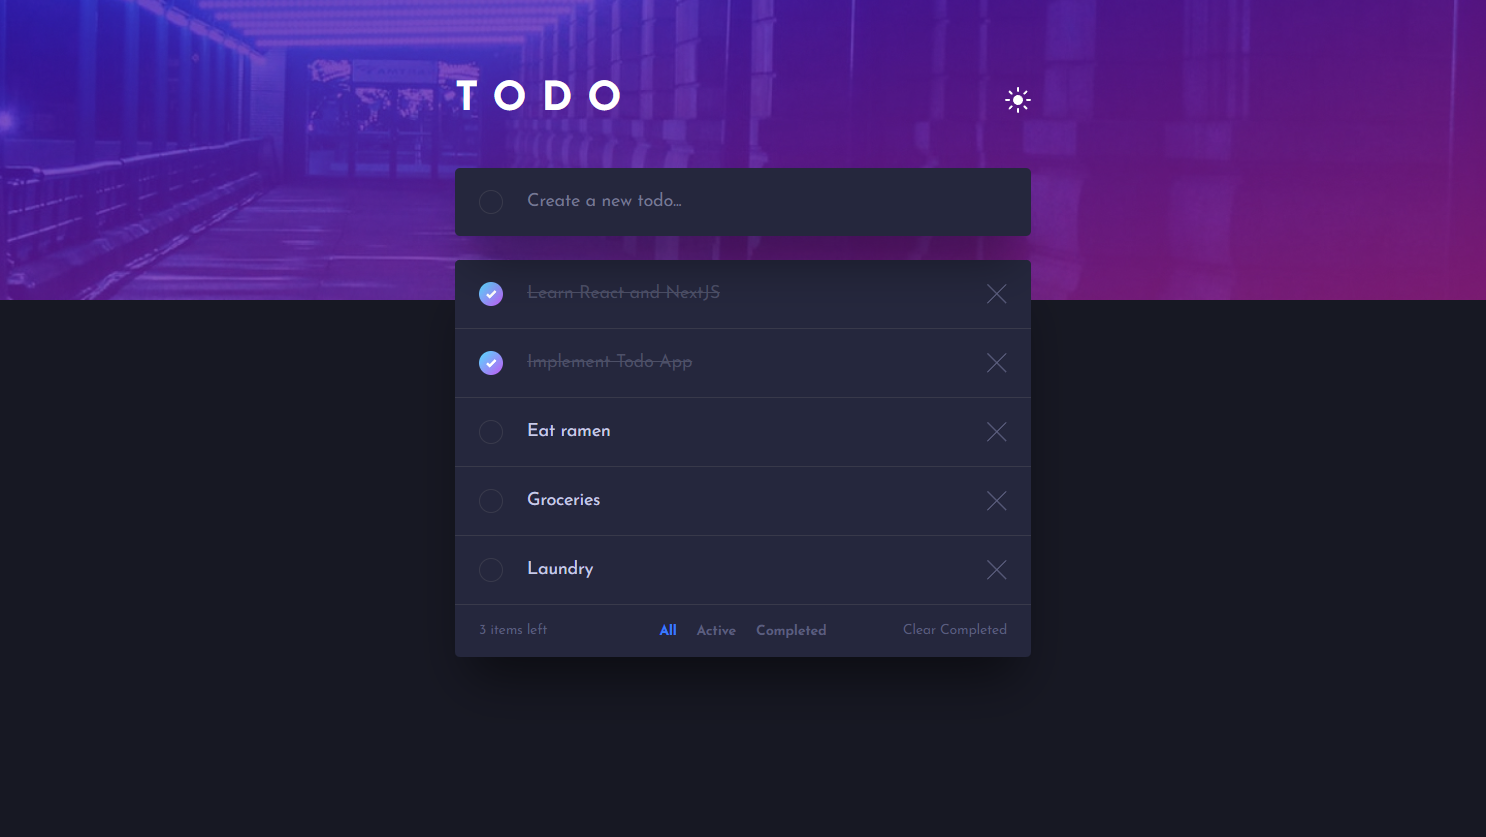 TODO
Create a new todo...
Learn React and NextJS
Implement Todo App
Eat ramen
Groceries
Laundry
3 items left All Active Completed Clear Completed